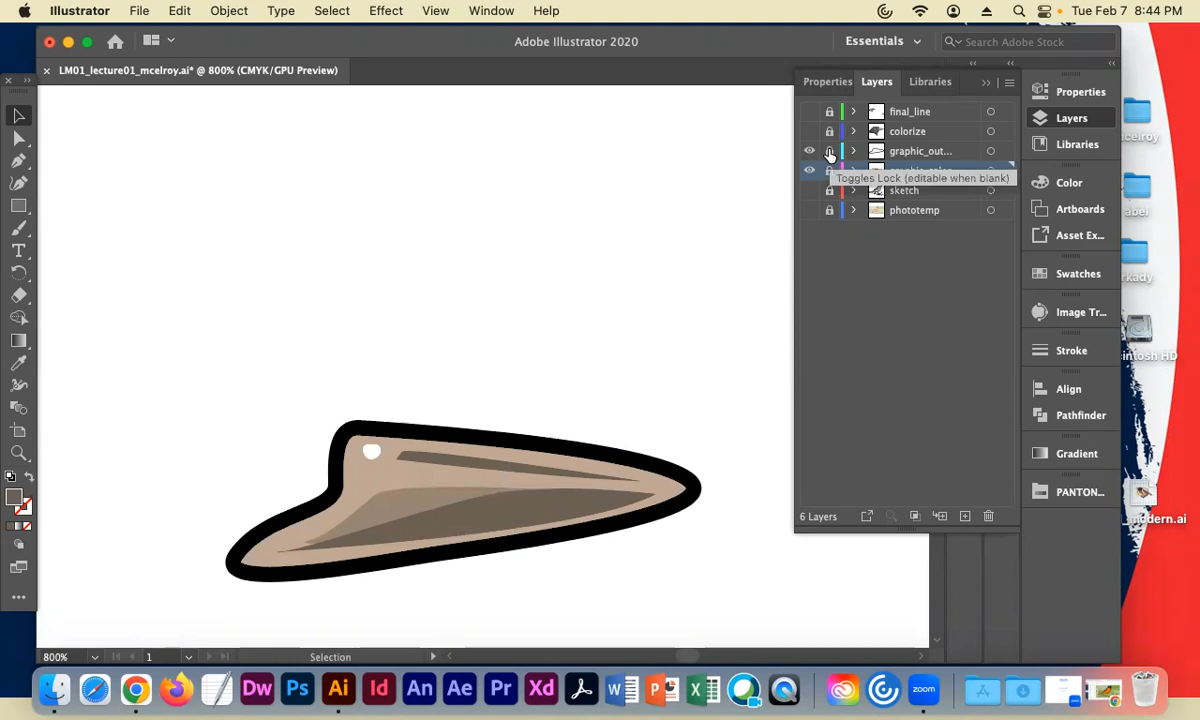 Illustrator File Edit Object Type Select Effect View Window Help Tue Feb 7 8:44 PM
Adobe Illustrator 2020 Essentials Search Adobe Stock
LM01_lecture01_mcelroy.ai* @ 800% (CMYK/GPU Preview)
Properties Layers Libraries
final_line
colorize
graphic_out...
Toggles Lock (editable when blank)
sketch
phototemp
6 Layers
Properties
Layers
Libraries
Color
Artboards
Asset Ex...
Swatches
Image Tr...
Stroke
Align
Pathfinder
Gradient
PANTON...
celroy
abel
rkady
cintosh HD
_modern.ai
800% 1 Selection
Dw Ps Ai Id An Ae Pr Xd W P X zoom